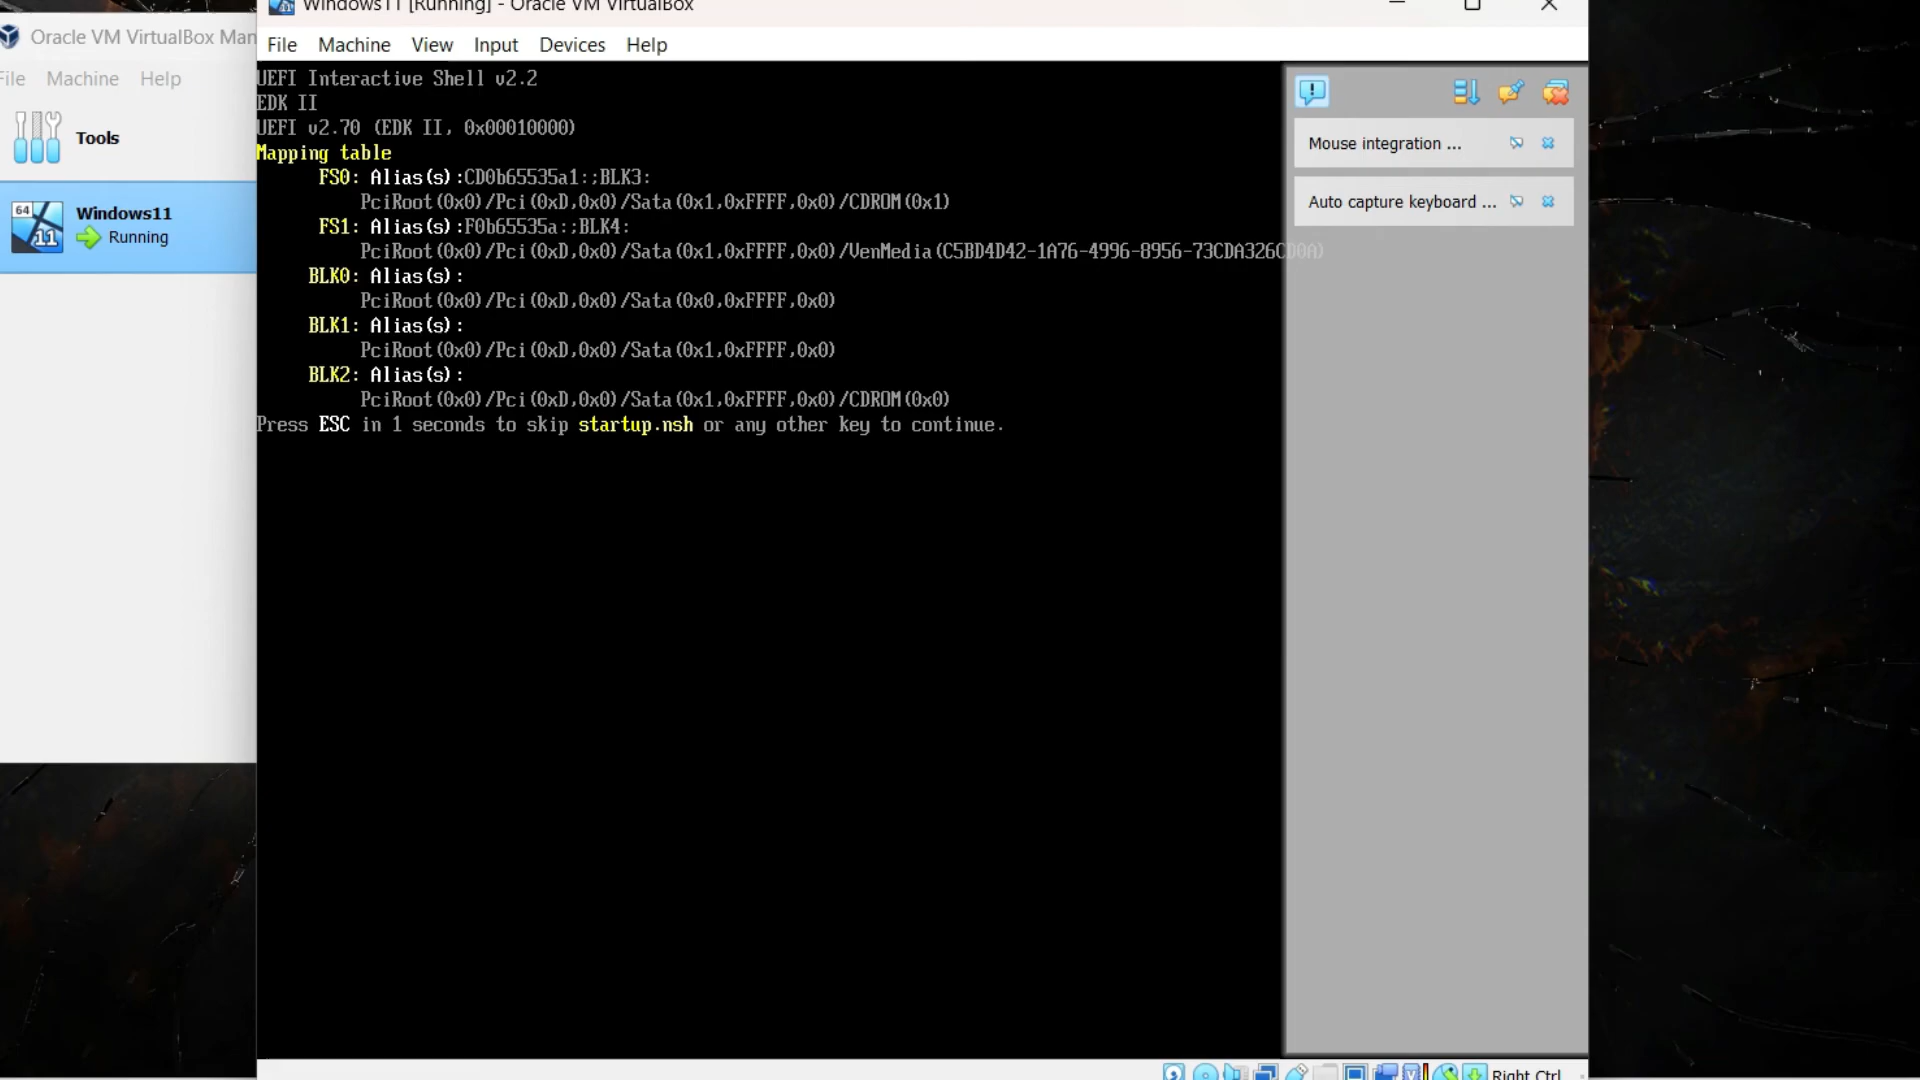 Windows11 [Running] - Oracle VM VirtualBox
Oracle VM VirtualBox Man
File Machine Help
Tools
64
11
Windows11
Running
File Machine View Input Devices Help
UEFI Interactive Shell v2.2
EDK II
UEFI v2.70 (EDK II, 0x00010000)
Mapping table
FS0: Alias(s):CD0b65535a1:;BLK3:
PciRoot(0x0)/Pci(0xD,0x0)/Sata(0x1,0xFFFF,0x0)/CDROM(0x1)
FS1: Alias(s):F0b65535a:;BLK4:
PciRoot(0x0)/Pci(0xD,0x0)/Sata(0x1,0xFFFF,0x0)/VenMedia(C5BD4D42-1A76-4996-8956-73CDA326CD0A)
BLK0: Alias(s):
PciRoot(0x0)/Pci(0xD,0x0)/Sata(0x0,0xFFFF,0x0)
BLK1: Alias(s):
PciRoot(0x0)/Pci(0xD,0x0)/Sata(0x1,0xFFFF,0x0)
BLK2: Alias(s):
PciRoot(0x0)/Pci(0xD,0x0)/Sata(0x1,0xFFFF,0x0)/CDROM(0x0)
Press ESC in 1 seconds to skip startup.nsh or any other key to continue.
Mouse integration ...
Auto capture keyboard ...
Right Ctrl